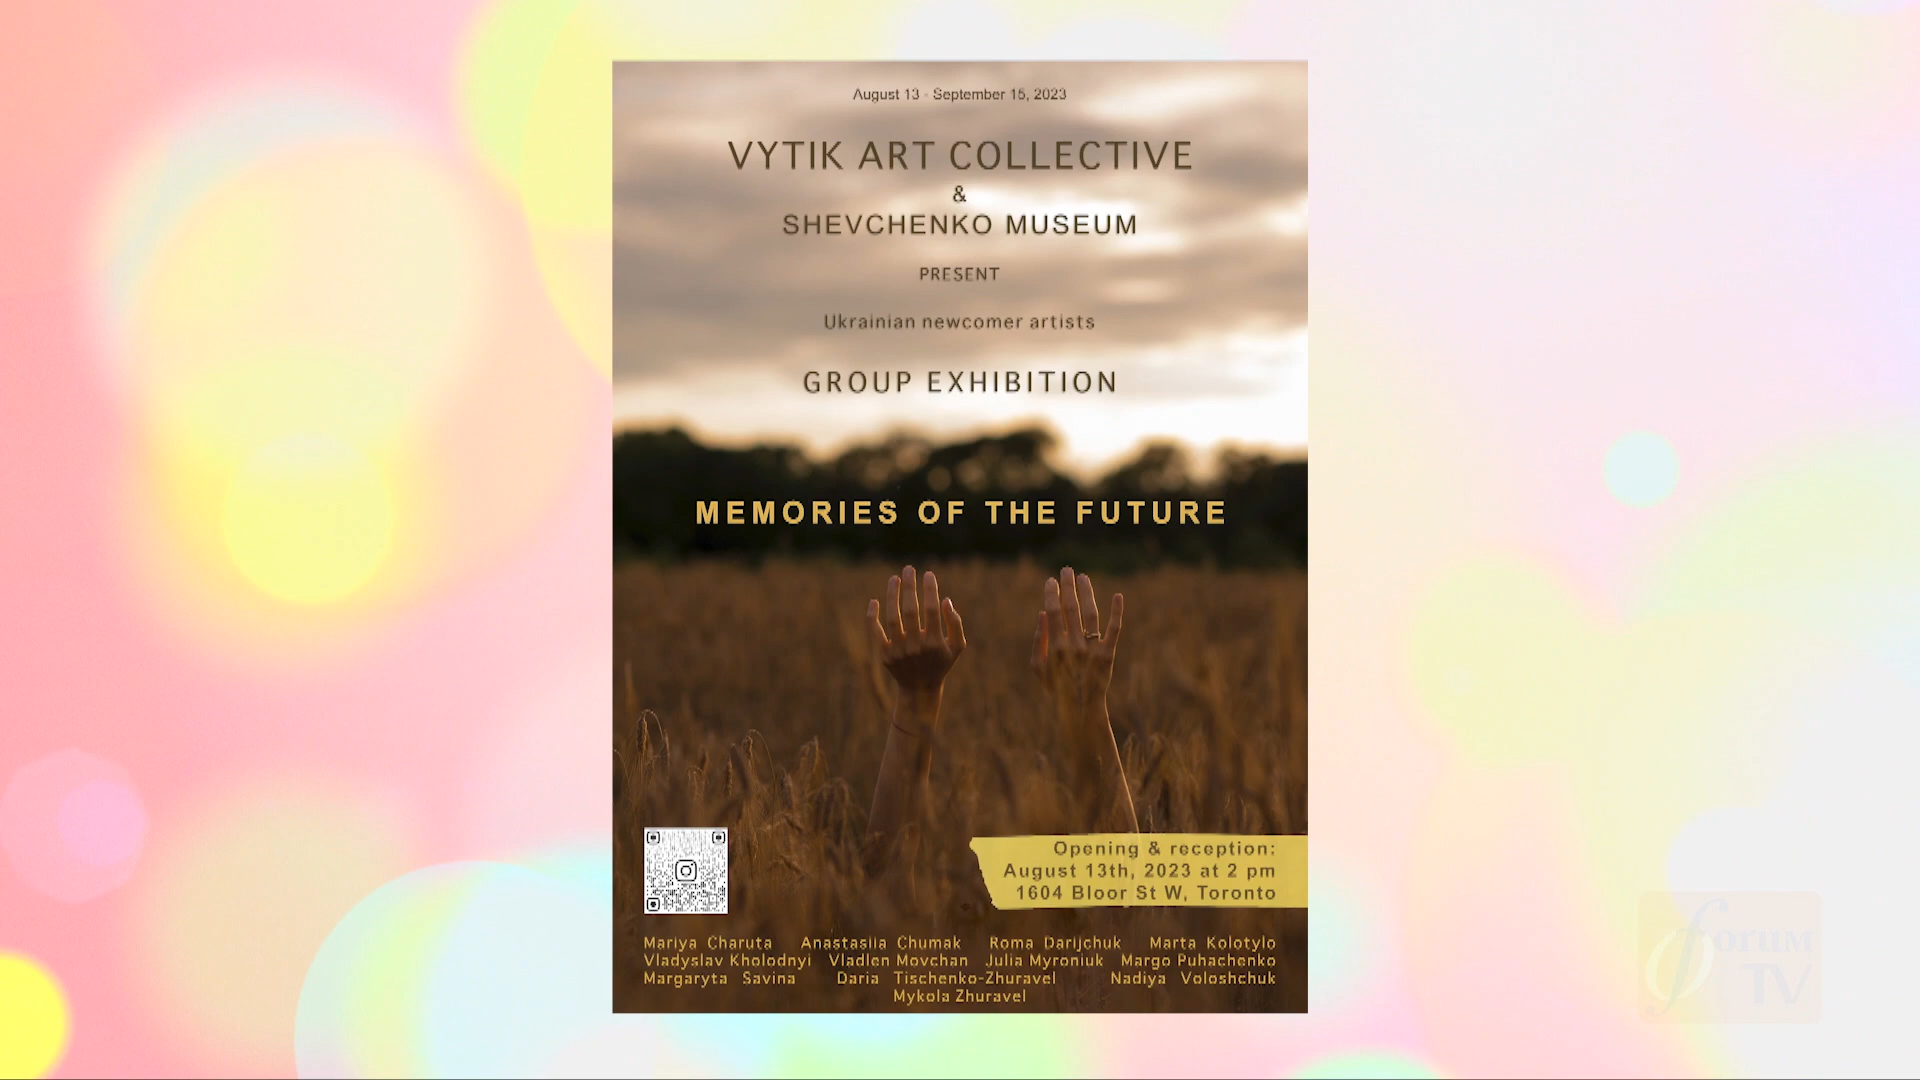 August 13 - September 15, 2023
VYTIK ART COLLECTIVE
&
SHEVCHENKO MUSEUM
PRESENT
Ukrainian newcomer artists
GROUP EXHIBITION
MEMORIES OF THE FUTURE
Opening & reception:
August 13th, 2023 at 2 pm
1604 Bloor St W, Toronto
Mariya Charuta Anastasiia Chumak Roma Darijchuk Marta Kolotylo
Vladyslav Kholodnyi Vladlen Movchan Julia Myroniuk Margo Puhachenko
Margaryta Savina Daria Tischenko-Zhuravel Nadiya Voloshchuk
Mykola Zhuravel
forum
TV